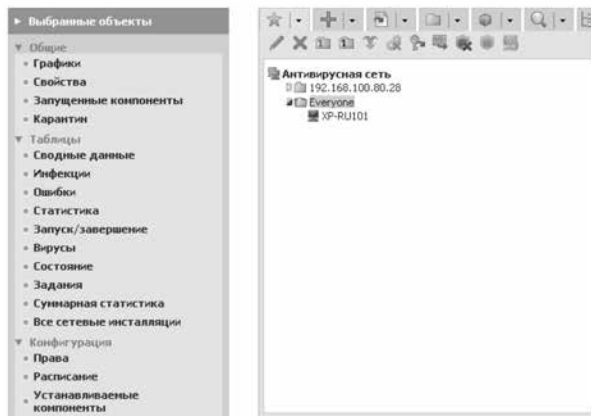 Выбранные объекты
Общие
Графики
Свойства
Запущенные компоненты
Карантин
Таблицы
Сводные данные
Инфекции
Ошибки
Статистика
Запуск/завершение
Вирусы
Состояние
Задания
Суммарная статистика
Все сетевые инсталляции
Конфигурация
Права
Расписание
Устанавливаемые
компоненты
Антивирусная сеть
192.168.100.80.28
Everyone
XP-RU101